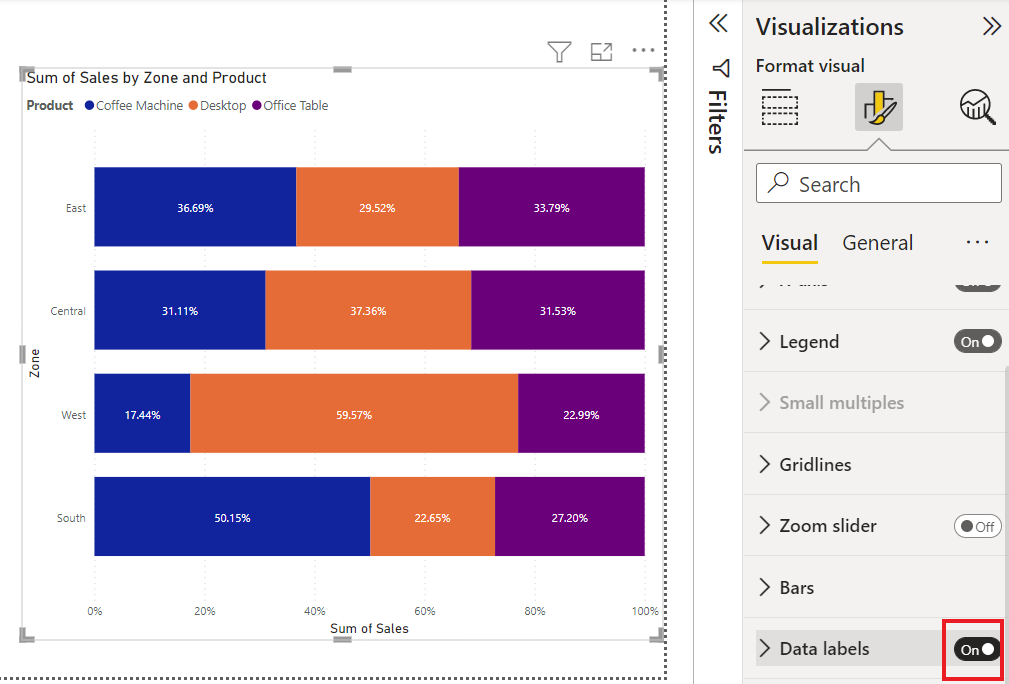 Sum of Sales by Zone and Product
Product Coffee Machine Desktop Office Table
East 36.69% 29.52% 33.79%
Central 31.11% 37.36% 31.53%
West 17.44% 59.57% 22.99%
South 50.15% 22.65% 27.20%
Zone
0% 20% 40% 60% 80% 100%
Sum of Sales
Filters
Visualizations
Format visual
Search
Visual General
Legend On
Small multiples
Gridlines
Zoom slider Off
Bars
Data labels On